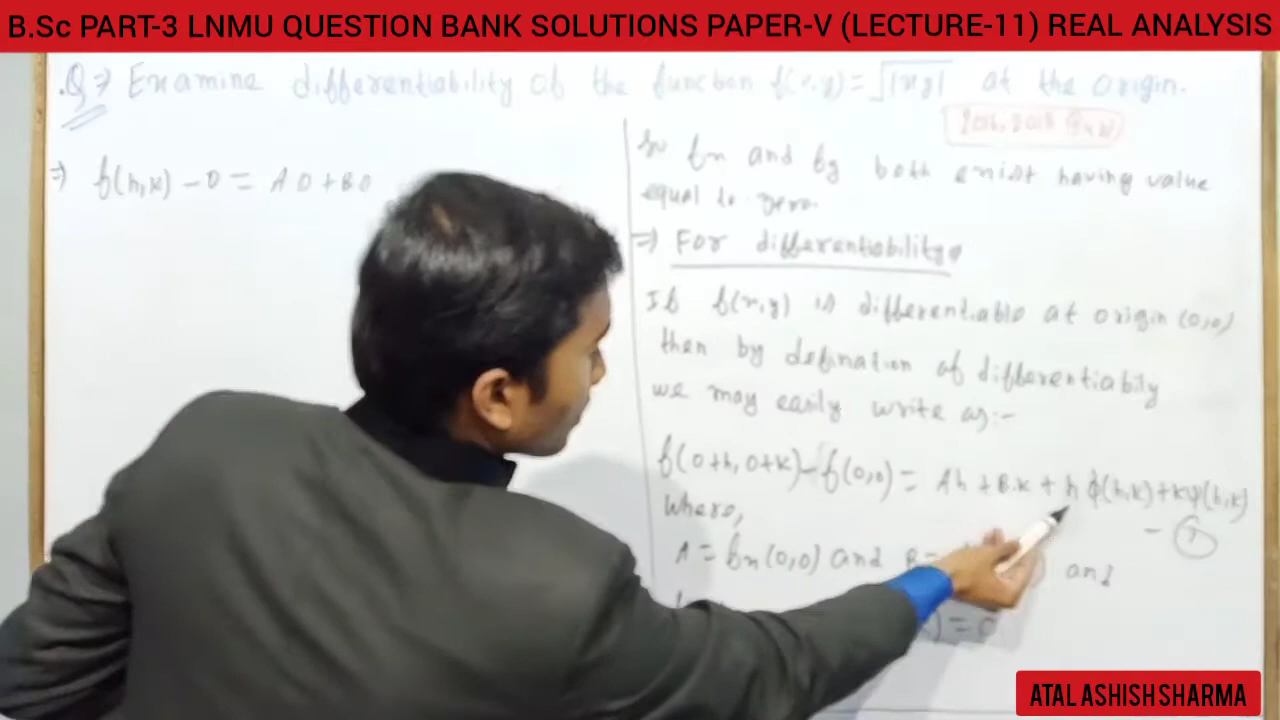 B.Sc PART-3 LNMU QUESTION BANK SOLUTIONS PAPER-V (LECTURE-11) REAL ANALYSIS
Q ⇒ Examine differentiability of the function f(x,y) = √|xy| at the origin.
⇒ f(h,k) - 0 = A0 + B0
So fx and fy both exist having value
equal to zero.
⇒ For differentiability
If f(x,y) is differentiable at origin (0,0)
then by defination of differentiabily
we may easily write as:-
f(0+h, 0+k) - f(0,0) = Ah + B.k + h φ(h,k) + kψ(h,k)
Where,
A = fx(0,0) and B = and
= 0
ATAL ASHISH SHARMA